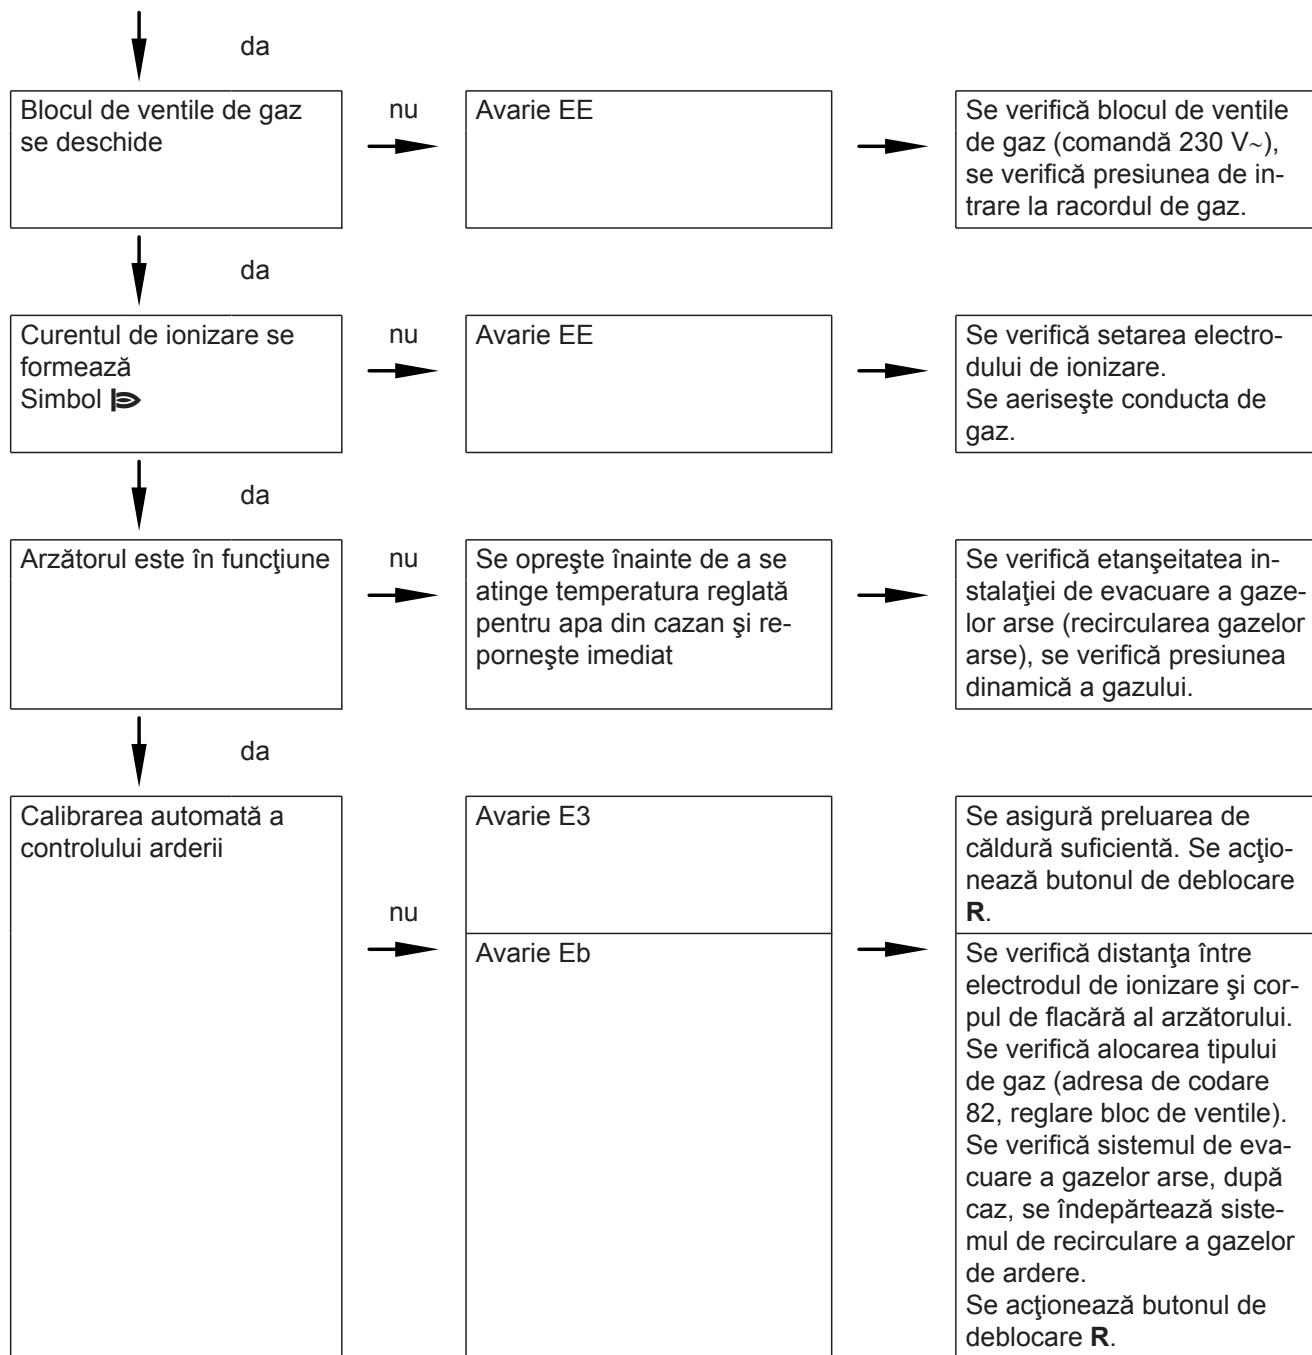 da
Blocul de ventile de gaz
se deschide
nu
Avarie EE
Se verifică blocul de ventile
de gaz (comandă 230 V~),
se verifică presiunea de in-
trare la racordul de gaz.
da
Curentul de ionizare se
formează
Simbol
nu
Avarie EE
Se verifică setarea electro-
dului de ionizare.
Se aeriseşte conducta de
gaz.
da
Arzătorul este în funcţiune
nu
Se opreşte înainte de a se
atinge temperatura reglată
pentru apa din cazan şi re-
porneşte imediat
Se verifică etanşeitatea in-
stalaţiei de evacuare a gaze-
lor arse (recircularea gazelor
arse), se verifică presiunea
dinamică a gazului.
da
Calibrarea automată a
controlului arderii
nu
Avarie E3
Se asigură preluarea de
căldură suficientă. Se acţio-
nează butonul de deblocare
R.
Avarie Eb
Se verifică distanţa între
electrodul de ionizare şi cor-
pul de flacără al arzătorului.
Se verifică alocarea tipului
de gaz (adresa de codare
82, reglare bloc de ventile).
Se verifică sistemul de eva-
cuare a gazelor arse, după
caz, se îndepărtează siste-
mul de recirculare a gazelor
de ardere.
Se acţionează butonul de
deblocare R.